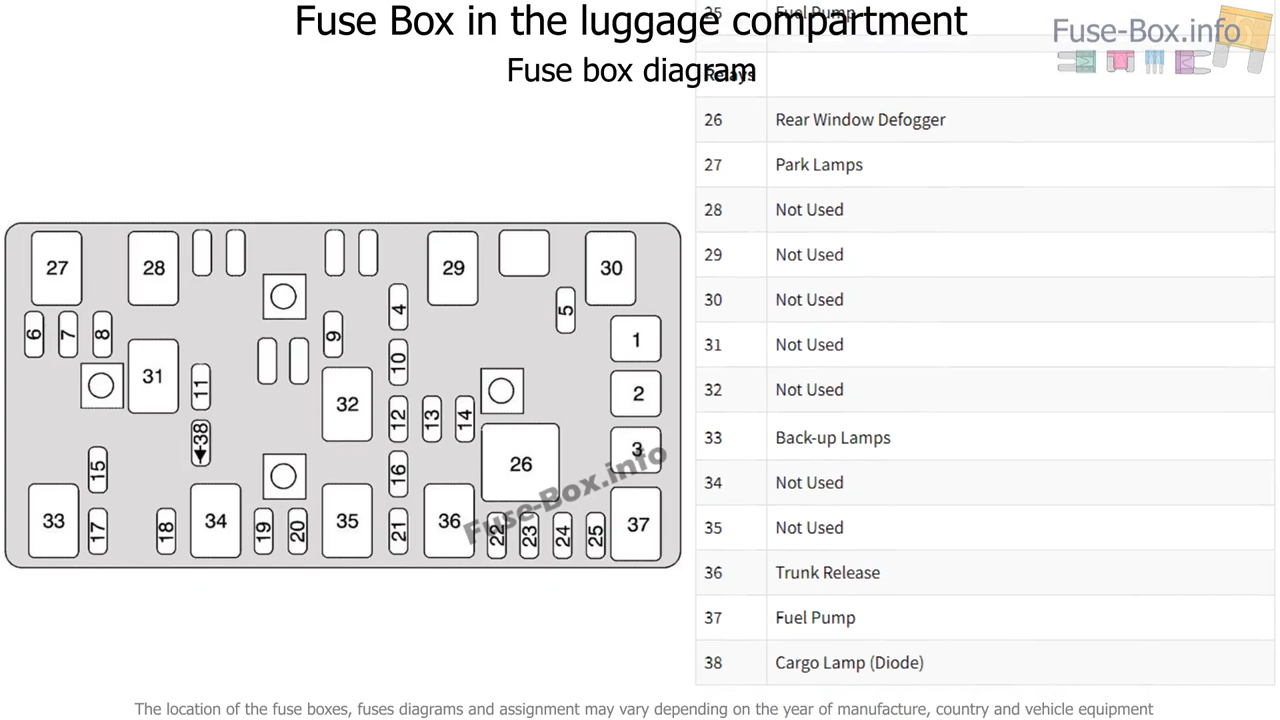 Fuse Box in the luggage compartment
Fuse box diagram
Fuse-Box.info
25 Fuel Pump
Relays
26 Rear Window Defogger
27 Park Lamps
28 Not Used
29 Not Used
30 Not Used
31 Not Used
32 Not Used
33 Back-up Lamps
34 Not Used
35 Not Used
36 Trunk Release
37 Fuel Pump
38 Cargo Lamp (Diode)
27 28 29 30
4 5
6 7 8 9 1
31 10
11 32 2
12 13 14
38 26 3
15 16
33 34 35 36 37
17 18 19 20 21 22 23 24 25
Fuse-Box.info
The location of the fuse boxes, fuses diagrams and assignment may vary depending on the year of manufacture, country and vehicle equipment